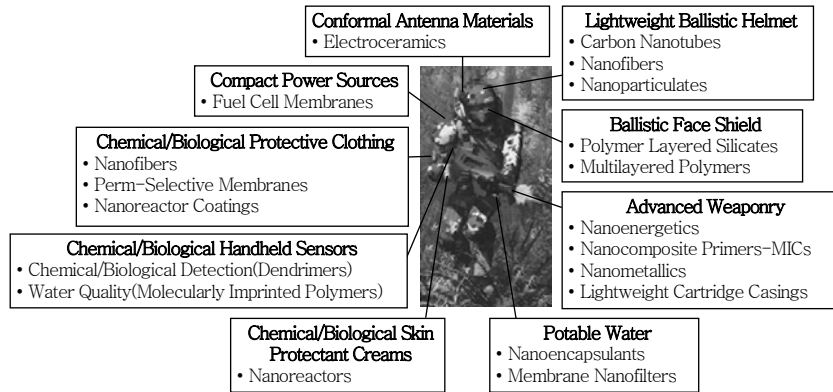 Conformal Antenna Materials
• Electroceramics
Lightweight Ballistic Helmet
• Carbon Nanotubes
• Nanofibers
• Nanoparticulates
Compact Power Sources
• Fuel Cell Membranes
Ballistic Face Shield
• Polymer Layered Silicates
• Multilayered Polymers
Chemical/Biological Protective Clothing
• Nanofibers
• Perm-Selective Membranes
• Nanoreactor Coatings
Advanced Weaponry
• Nanoenergetics
• Nanocomposite Primers-MICs
• Nanometallics
• Lightweight Cartridge Casings
Chemical/Biological Handheld Sensors
• Chemical/Biological Detection(Dendrimers)
• Water Quality(Molecularly Imprinted Polymers)
Chemical/Biological Skin
Protectant Creams
• Nanoreactors
Potable Water
• Nanoencapsulants
• Membrane Nanofilters